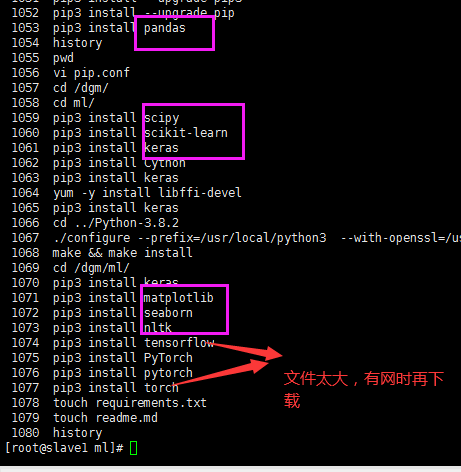 1051  pip3 install --upgrade pip3
1052  pip3 install --upgrade pip
1053  pip3 install pandas
1054  history
1055  pwd
1056  vi pip.conf
1057  cd /dgm/
1058  cd ml/
1059  pip3 install scipy
1060  pip3 install scikit-learn
1061  pip3 install keras
1062  pip3 install Cython
1063  pip3 install keras
1064  yum -y install libffi-devel
1065  pip3 install keras
1066  cd ../Python-3.8.2
1067  ./configure --prefix=/usr/local/python3  --with-openssl=/us
1068  make && make install
1069  cd /dgm/ml/
1070  pip3 install keras
1071  pip3 install matplotlib
1072  pip3 install seaborn
1073  pip3 install nltk
1074  pip3 install tensorflow
1075  pip3 install PyTorch
1076  pip3 install pytorch
1077  pip3 install torch
文件太大，有网时再下
载
1078  touch requirements.txt
1079  touch readme.md
1080  history
[root@slave1 ml]#